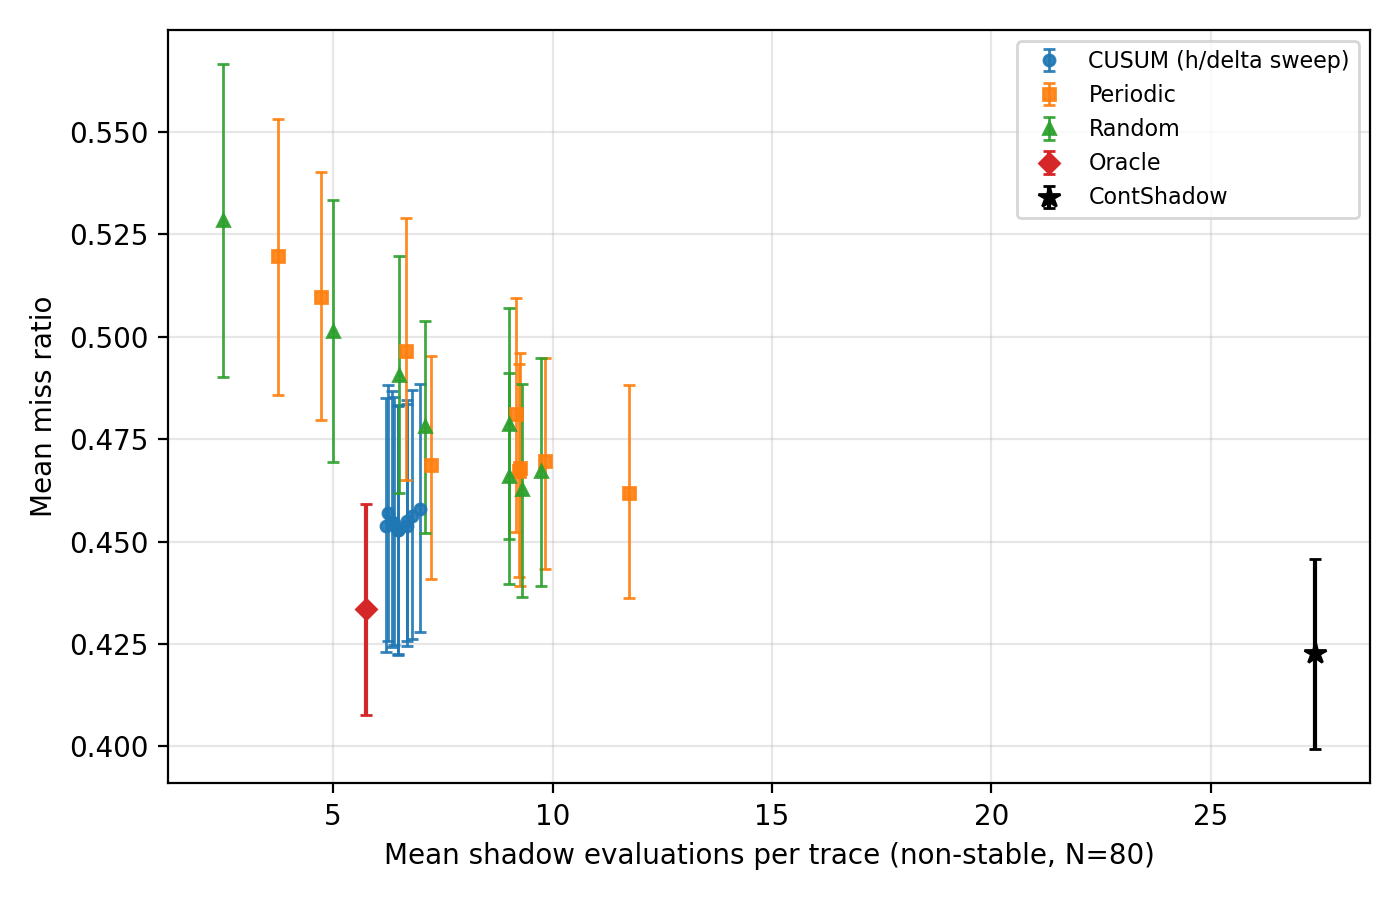 CUSUM (h/delta sweep)
Periodic
Random
Oracle
ContShadow
0.550
0.525
0.500
0.475
0.450
0.425
0.400
Mean miss ratio
5
10
15
20
25
Mean shadow evaluations per trace (non-stable, N=80)